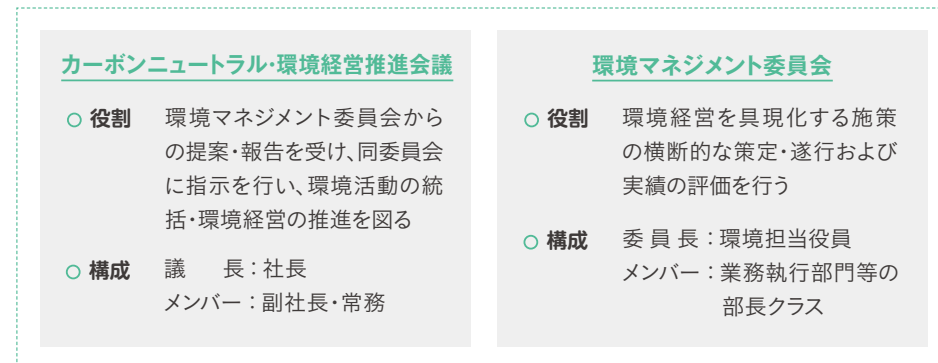 カーボンニュートラル・環境経営推進会議
役割 環境マネジメント委員会から
の提案・報告を受け、同委員会
に指示を行い、環境活動の統
括・環境経営の推進を図る
構成 議　　長：社長
メンバー：副社長・常務
環境マネジメント委員会
役割 環境経営を具現化する施策
の横断的な策定・遂行および
実績の評価を行う
構成 委員長：環境担当役員
メンバー：業務執行部門等の
部長クラス